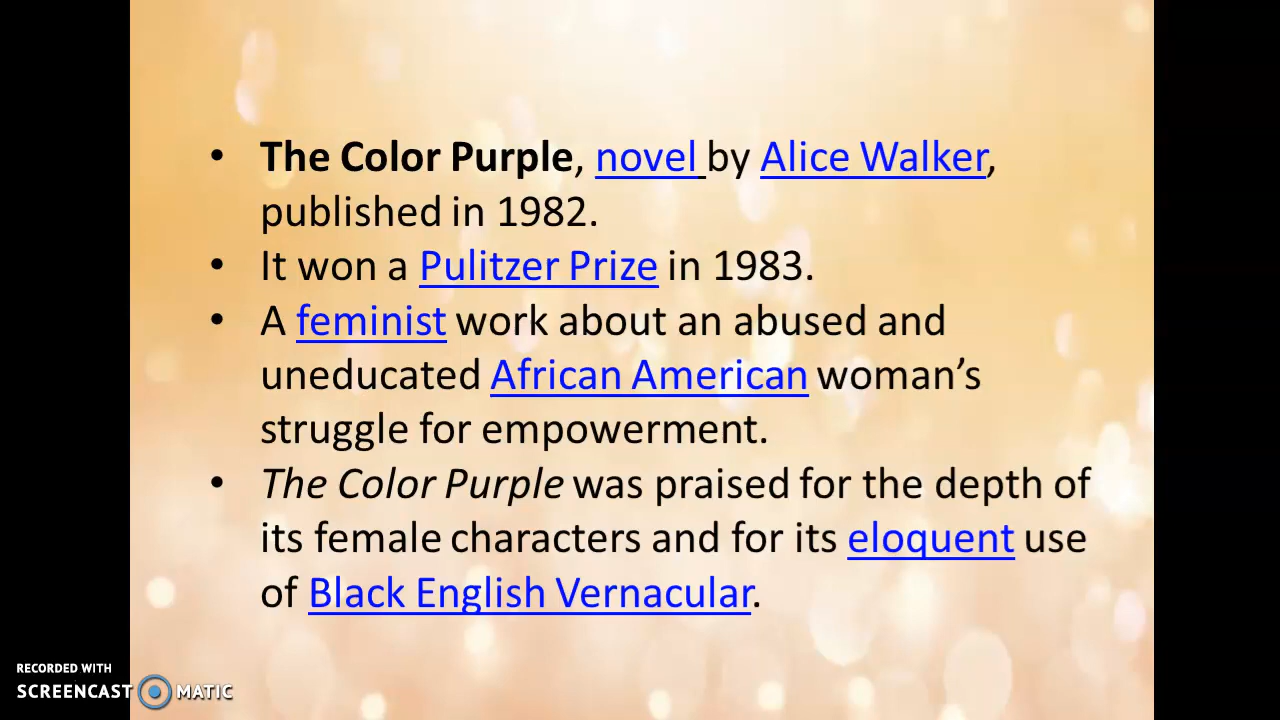 • The Color Purple, novel by Alice Walker,
published in 1982.
• It won a Pulitzer Prize in 1983.
• A feminist work about an abused and
uneducated African American woman’s
struggle for empowerment.
• The Color Purple was praised for the depth of
its female characters and for its eloquent use
of Black English Vernacular.
RECORDED WITH
SCREENCAST MATIC